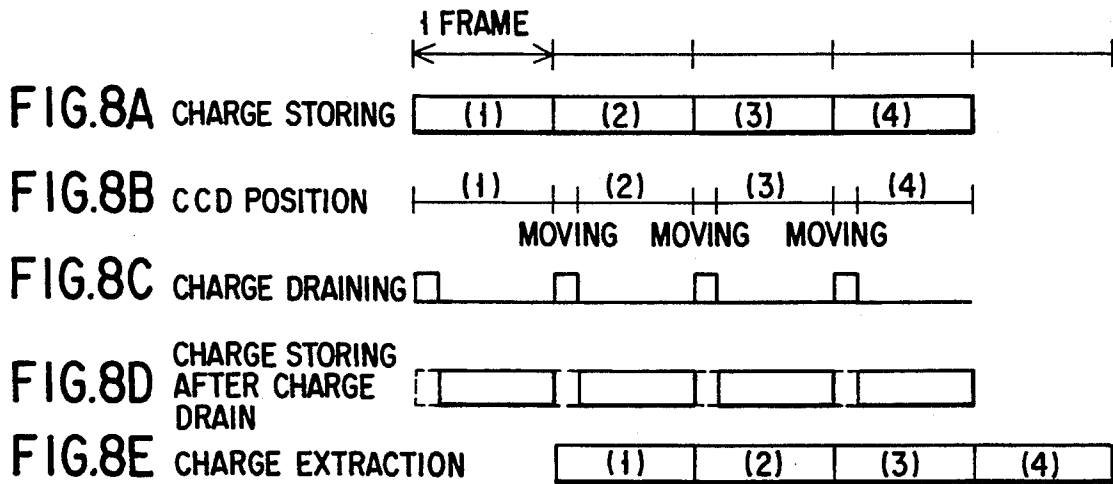 1 FRAME
FIG.8A CHARGE STORING (1) (2) (3) (4)
FIG.8B CCD POSITION (1) (2) (3) (4)
MOVING MOVING MOVING
FIG.8C CHARGE DRAINING
FIG.8D CHARGE STORING
AFTER CHARGE
DRAIN
FIG.8E CHARGE EXTRACTION (1) (2) (3) (4)